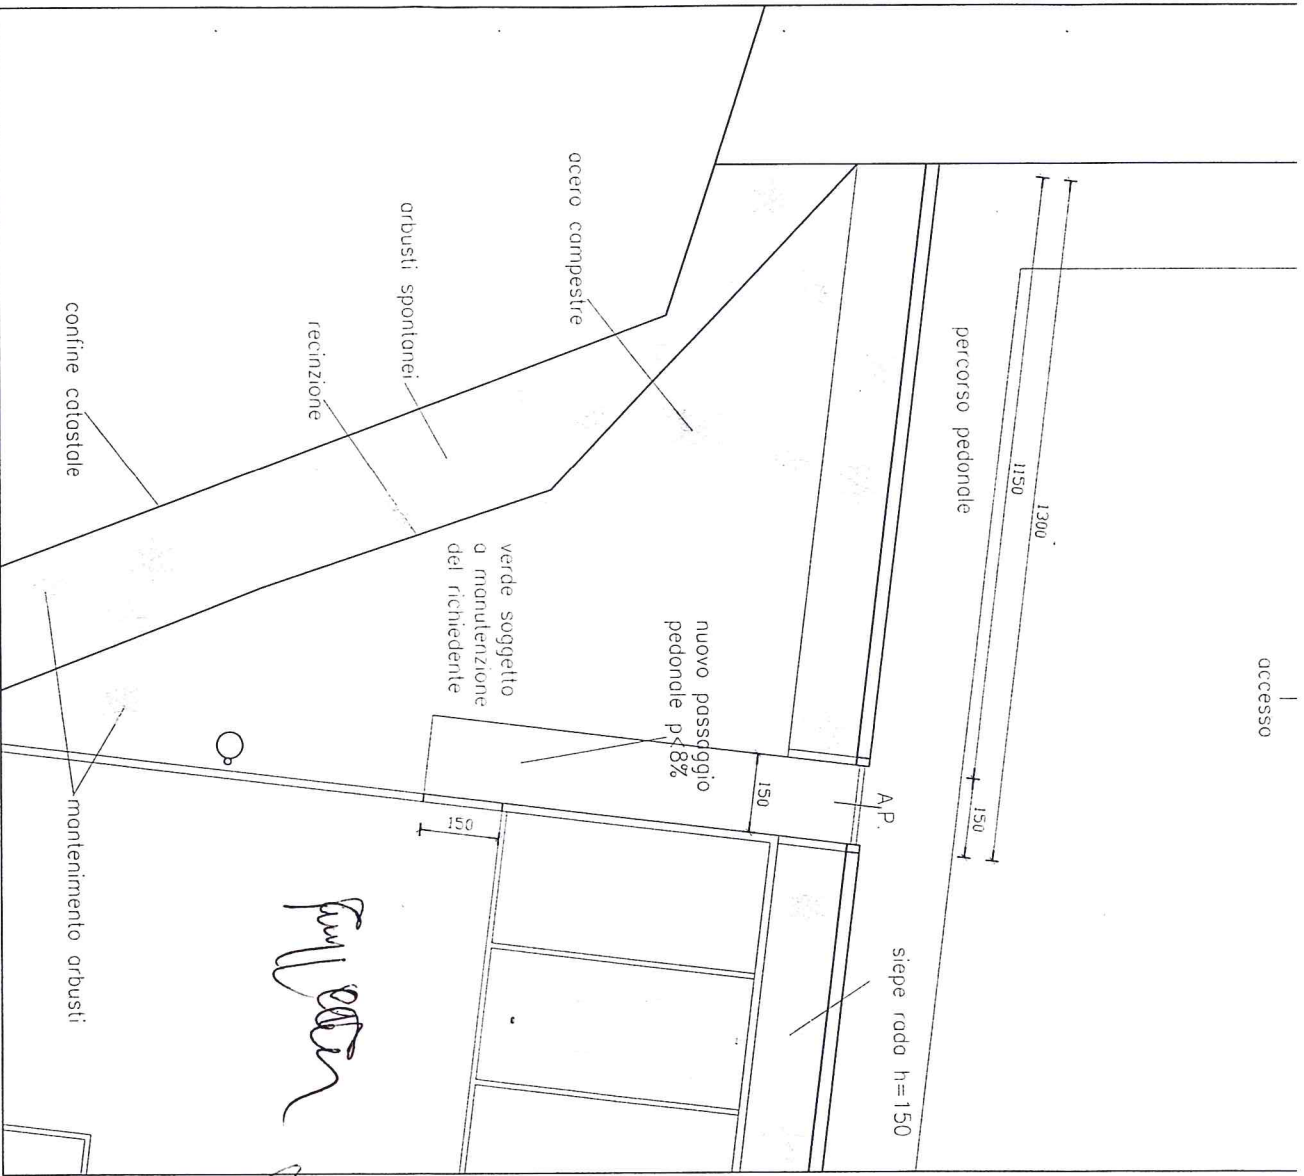 accesso
1300
1150
150
percorso pedonale
A.P.
siepe rada h=150
150
nuovo passaggio
pedonale p<8%
acero campestre
verde soggetto
a manutenzione
del richiedente
150
arbusti spontanei
recinzione
confine catastale
mantenimento arbusti